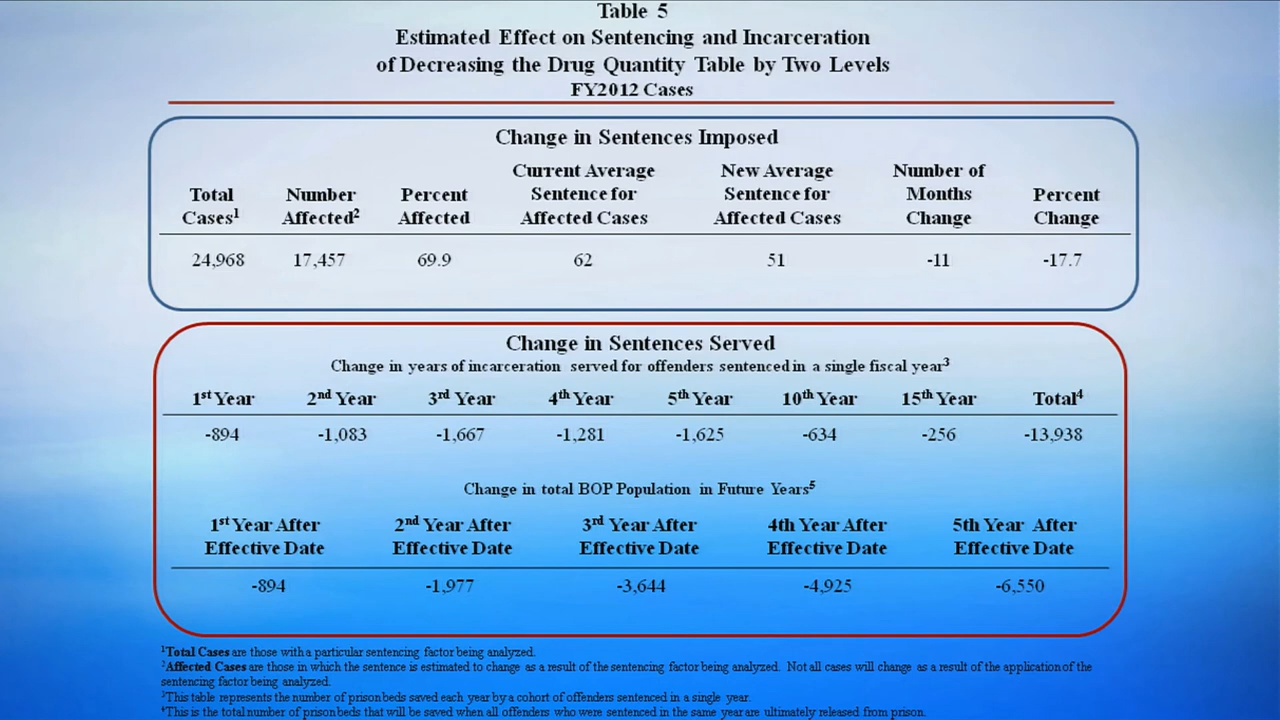 Table 5
Estimated Effect on Sentencing and Incarceration
of Decreasing the Drug Quantity Table by Two Levels
FY2012 Cases
Change in Sentences Imposed
Total Cases¹ Number Affected² Percent Affected Current Average Sentence for Affected Cases New Average Sentence for Affected Cases Number of Months Change Percent Change
24,968 17,457 69.9 62 51 -11 -17.7
Change in Sentences Served
Change in years of incarceration served for offenders sentenced in a single fiscal year³
1st Year 2nd Year 3rd Year 4th Year 5th Year 10th Year 15th Year Total⁴
-894 -1,083 -1,667 -1,281 -1,625 -634 -256 -13,938
Change in total BOP Population in Future Years⁵
1st Year After Effective Date 2nd Year After Effective Date 3rd Year After Effective Date 4th Year After Effective Date 5th Year After Effective Date
-894 -1,977 -3,644 -4,925 -6,550
¹Total Cases are those with a particular sentencing factor being analyzed.
²Affected Cases are those in which the sentence is estimated to change as a result of the sentencing factor being analyzed. Not all cases will change as a result of the application of the
sentencing factor being analyzed.
³This table represents the number of prison beds saved each year by a cohort of offenders sentenced in a single year.
⁴This is the total number of prison beds that will be saved when all offenders who were sentenced in the same year are ultimately released from prison.